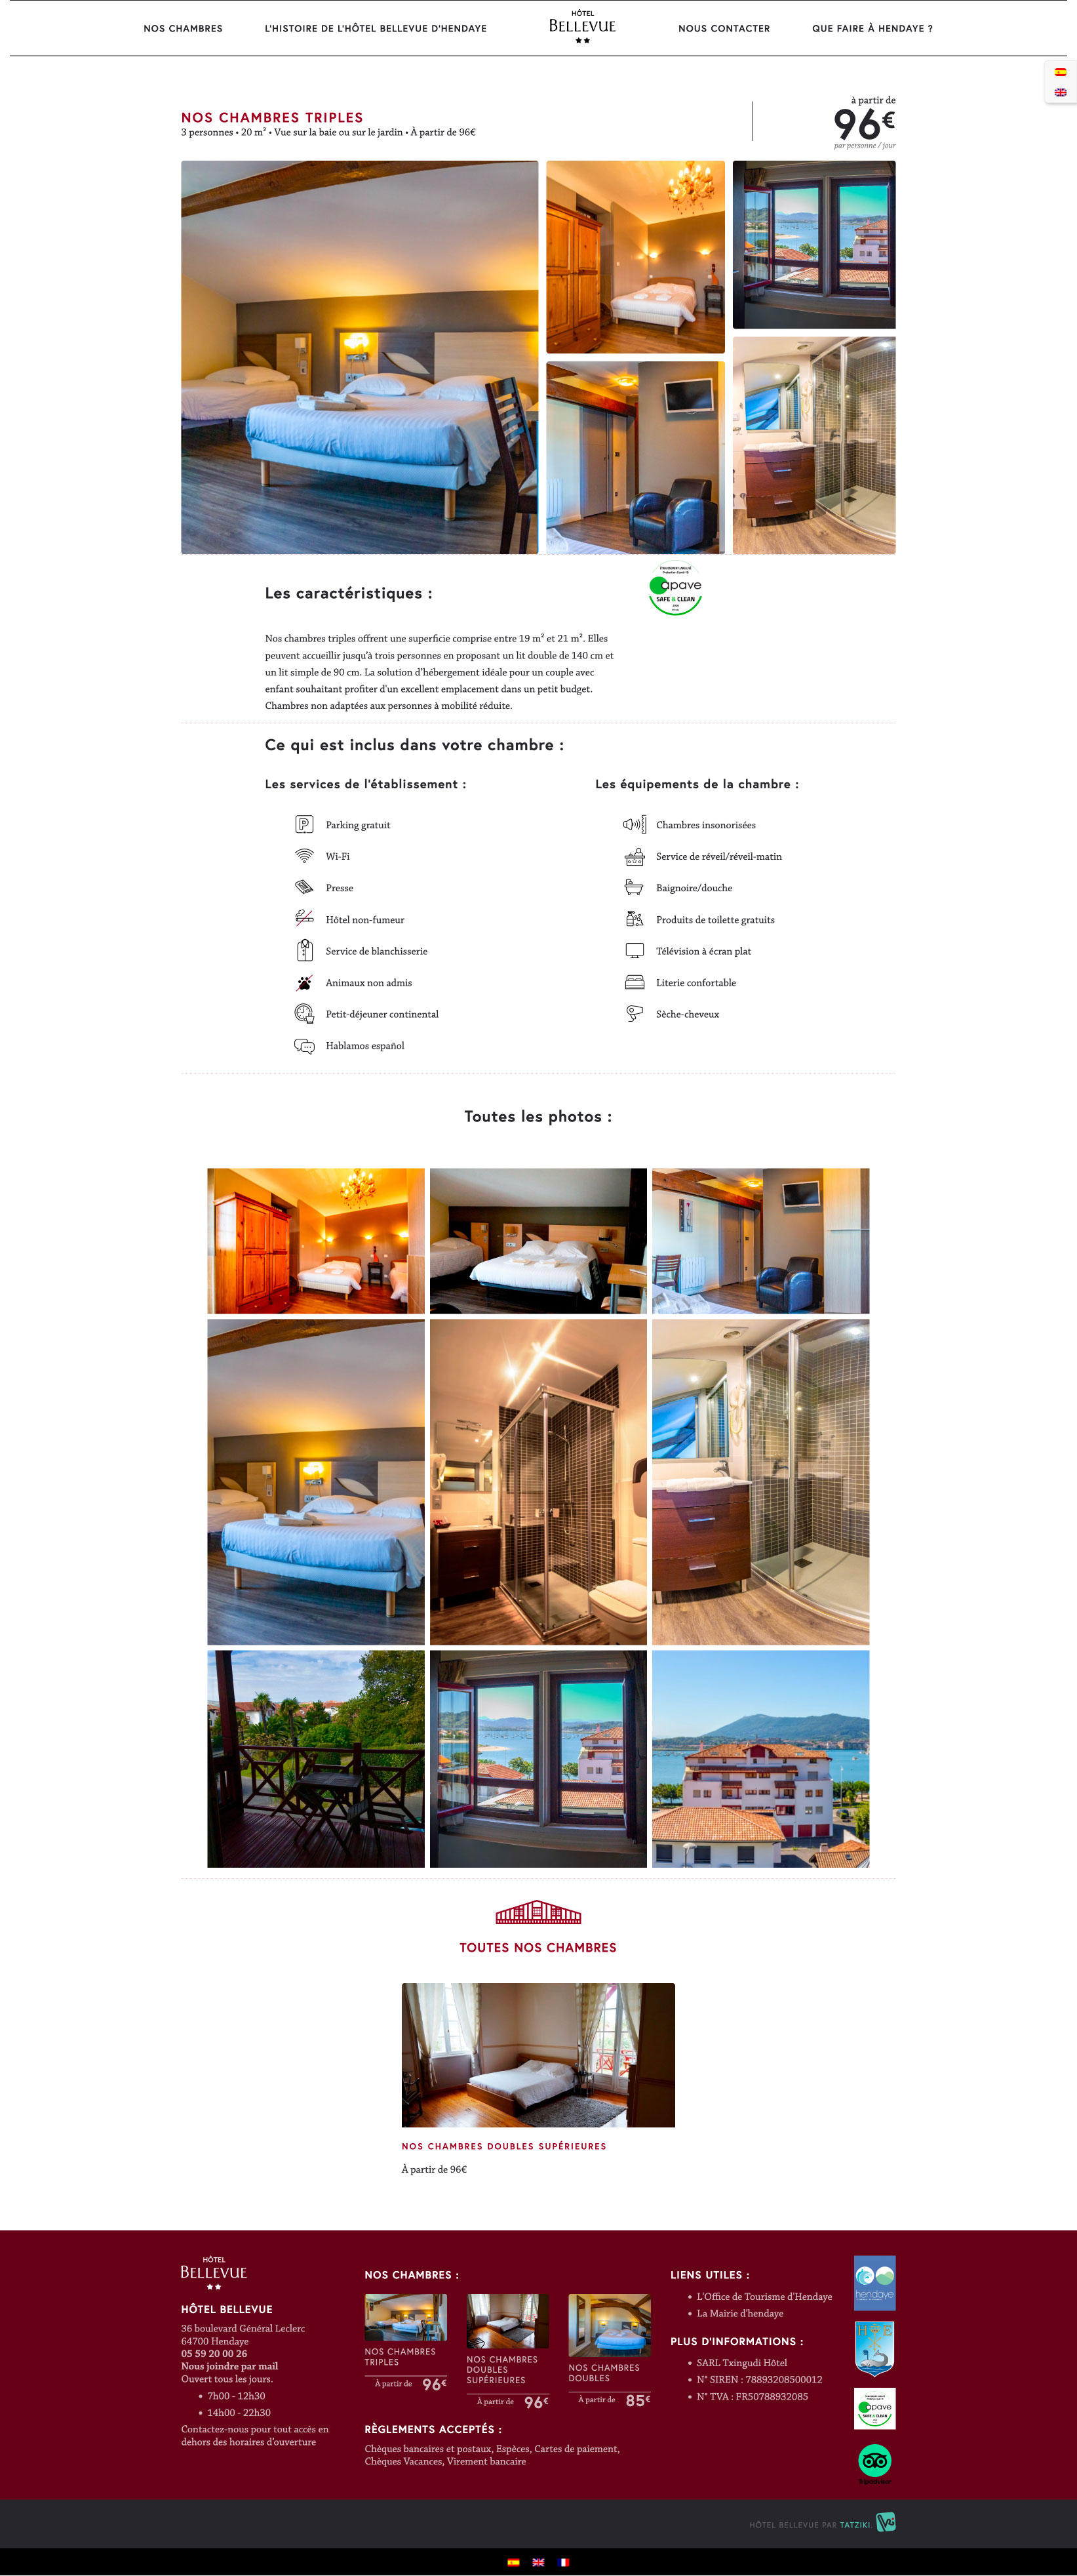 NOS CHAMBRES
L'HISTOIRE DE L'HÔTEL BELLEVUE D'HENDAYE
HÔTEL
BELLEVUE
NOUS CONTACTER
QUE FAIRE À HENDAYE ?
NOS CHAMBRES TRIPLES
3 personnes • 20 m² • Vue sur la baie ou sur le jardin • À partir de 96€
à partir de
96€
par personne / jour
Les caractéristiques :
apave
SAFE & CLEAN
Nos chambres triples offrent une superficie comprise entre 19 m² et 21 m². Elles
peuvent accueillir jusqu'à trois personnes en proposant un lit double de 140 cm et
un lit simple de 90 cm. La solution d'hébergement idéale pour un couple avec
enfant souhaitant profiter d'un excellent emplacement dans un petit budget.
Chambres non adaptées aux personnes à mobilité réduite.
Ce qui est inclus dans votre chambre :
Les services de l'établissement :
Parking gratuit
Wi-Fi
Presse
Hôtel non-fumeur
Service de blanchisserie
Animaux non admis
Petit-déjeuner continental
Hablamos español
Les équipements de la chambre :
Chambres insonorisées
Service de réveil/réveil-matin
Baignoire/douche
Produits de toilette gratuits
Télévision à écran plat
Literie confortable
Sèche-cheveux
Toutes les photos :
TOUTES NOS CHAMBRES
NOS CHAMBRES DOUBLES SUPÉRIEURES
À partir de 96€
HÔTEL
BELLEVUE
HÔTEL BELLEVUE
36 boulevard Général Leclerc
64700 Hendaye
05 59 20 00 26
Nous joindre par mail
Ouvert tous les jours.
• 7h00 - 12h30
• 14h00 - 22h30
Contactez-nous pour tout accès en
dehors des horaires d'ouverture
NOS CHAMBRES :
NOS CHAMBRES
TRIPLES
À partir de 96€
NOS CHAMBRES
DOUBLES
SUPÉRIEURES
À partir de 96€
NOS CHAMBRES
DOUBLES
À partir de 85€
RÈGLEMENTS ACCEPTÉS :
Chèques bancaires et postaux, Espèces, Cartes de paiement,
Chèques Vacances, Virement bancaire
LIENS UTILES :
• L'Office de Tourisme d'Hendaye
• La Mairie d'hendaye
PLUS D'INFORMATIONS :
• SARL Txingudi Hôtel
• N° SIREN : 78893208500012
• N° TVA : FR50788932085
hendaye
apave
SAFE & CLEAN
Tripadvisor
HÔTEL BELLEVUE PAR TATZIKI